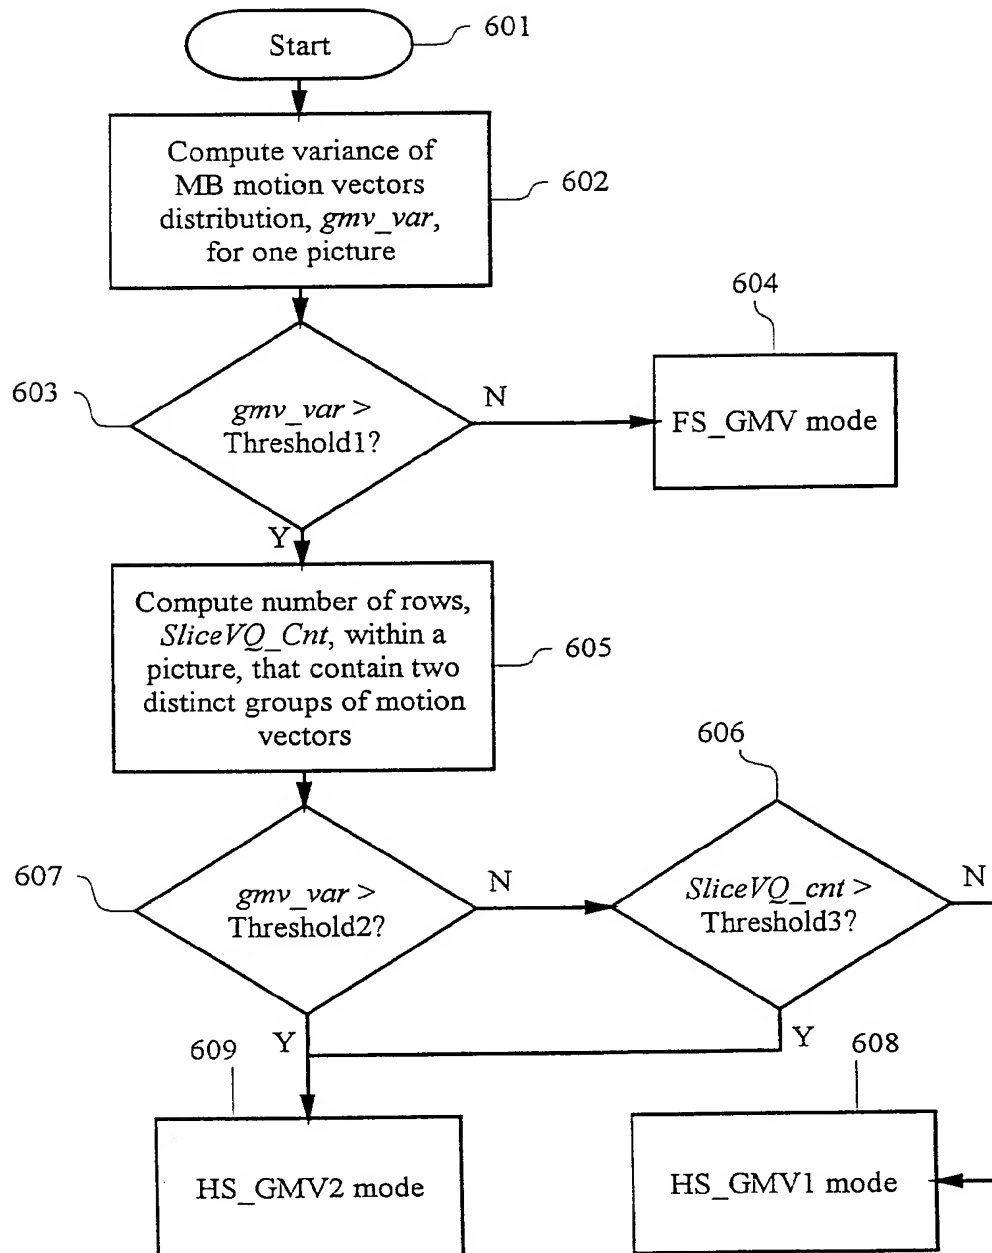 Start
601
Compute variance of
MB motion vectors
distribution, gmv_var,
for one picture
602
603
gmv_var >
Threshold1?
N
604
FS_GMV mode
Y
Compute number of rows,
SliceVQ_Cnt, within a
picture, that contain two
distinct groups of motion
vectors
605
606
607
gmv_var >
Threshold2?
N
SliceVQ_cnt >
Threshold3?
N
Y
Y
609
608
HS_GMV2 mode
HS_GMV1 mode